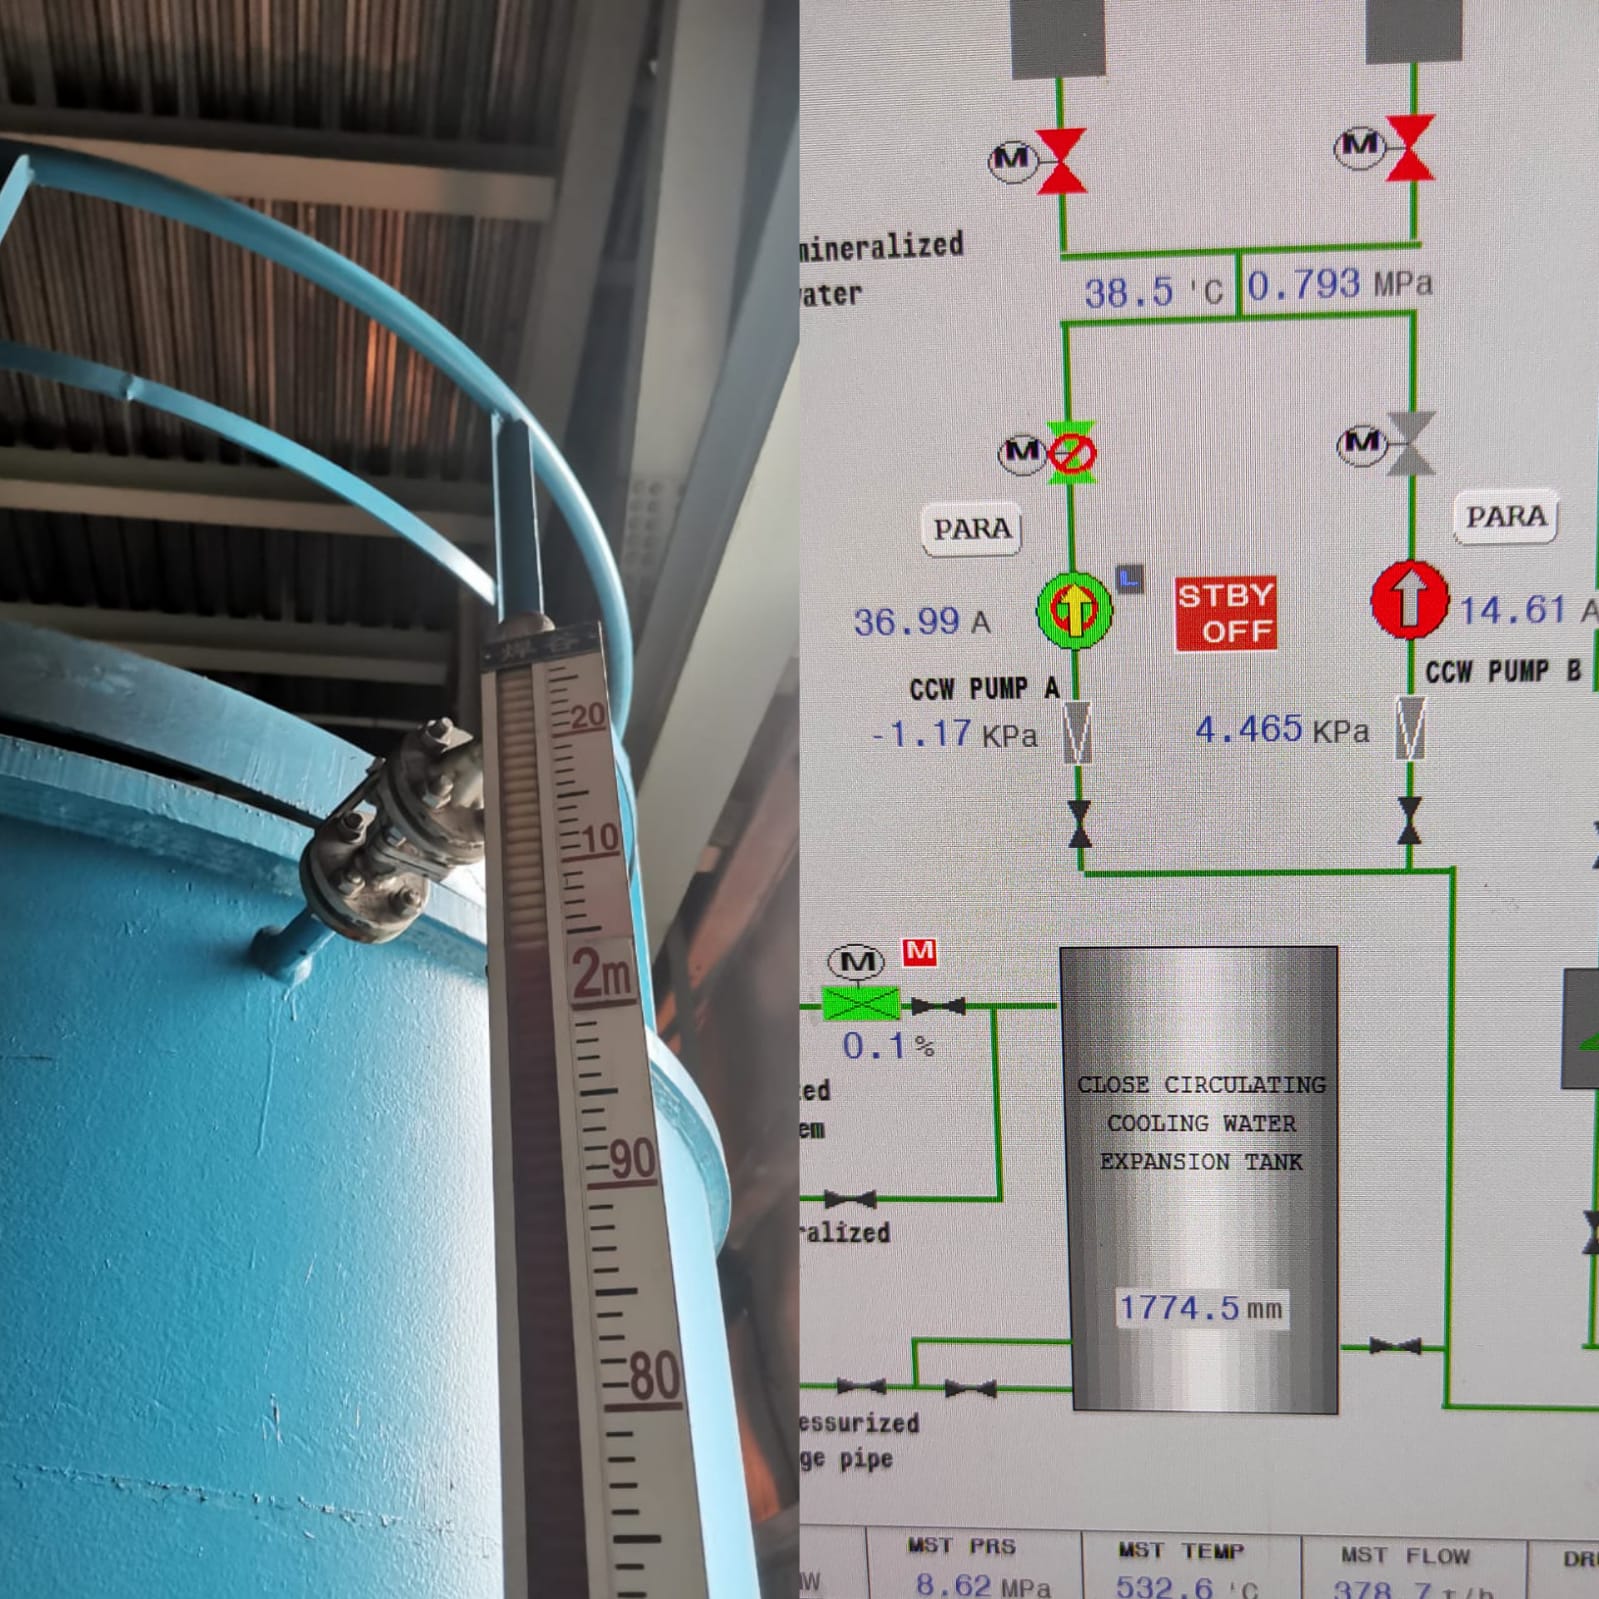 20
10
2m
90
80
M
M
mineralized
ater
38.5 'C
0.793 MPa
M
M
PARA
PARA
L
36.99 A
STBY
OFF
14.61 A
CCW PUMP A
CCW PUMP B
-1.17 KPa
4.465 KPa
M
M
0.1%
ed
em
CLOSE CIRCULATING
COOLING WATER
EXPANSION TANK
ralized
1774.5 mm
essurized
ge pipe
MST PRS
MST TEMP
MST FLOW
DR
W
8.62 MPa
532.6 'C
378.7 t/h